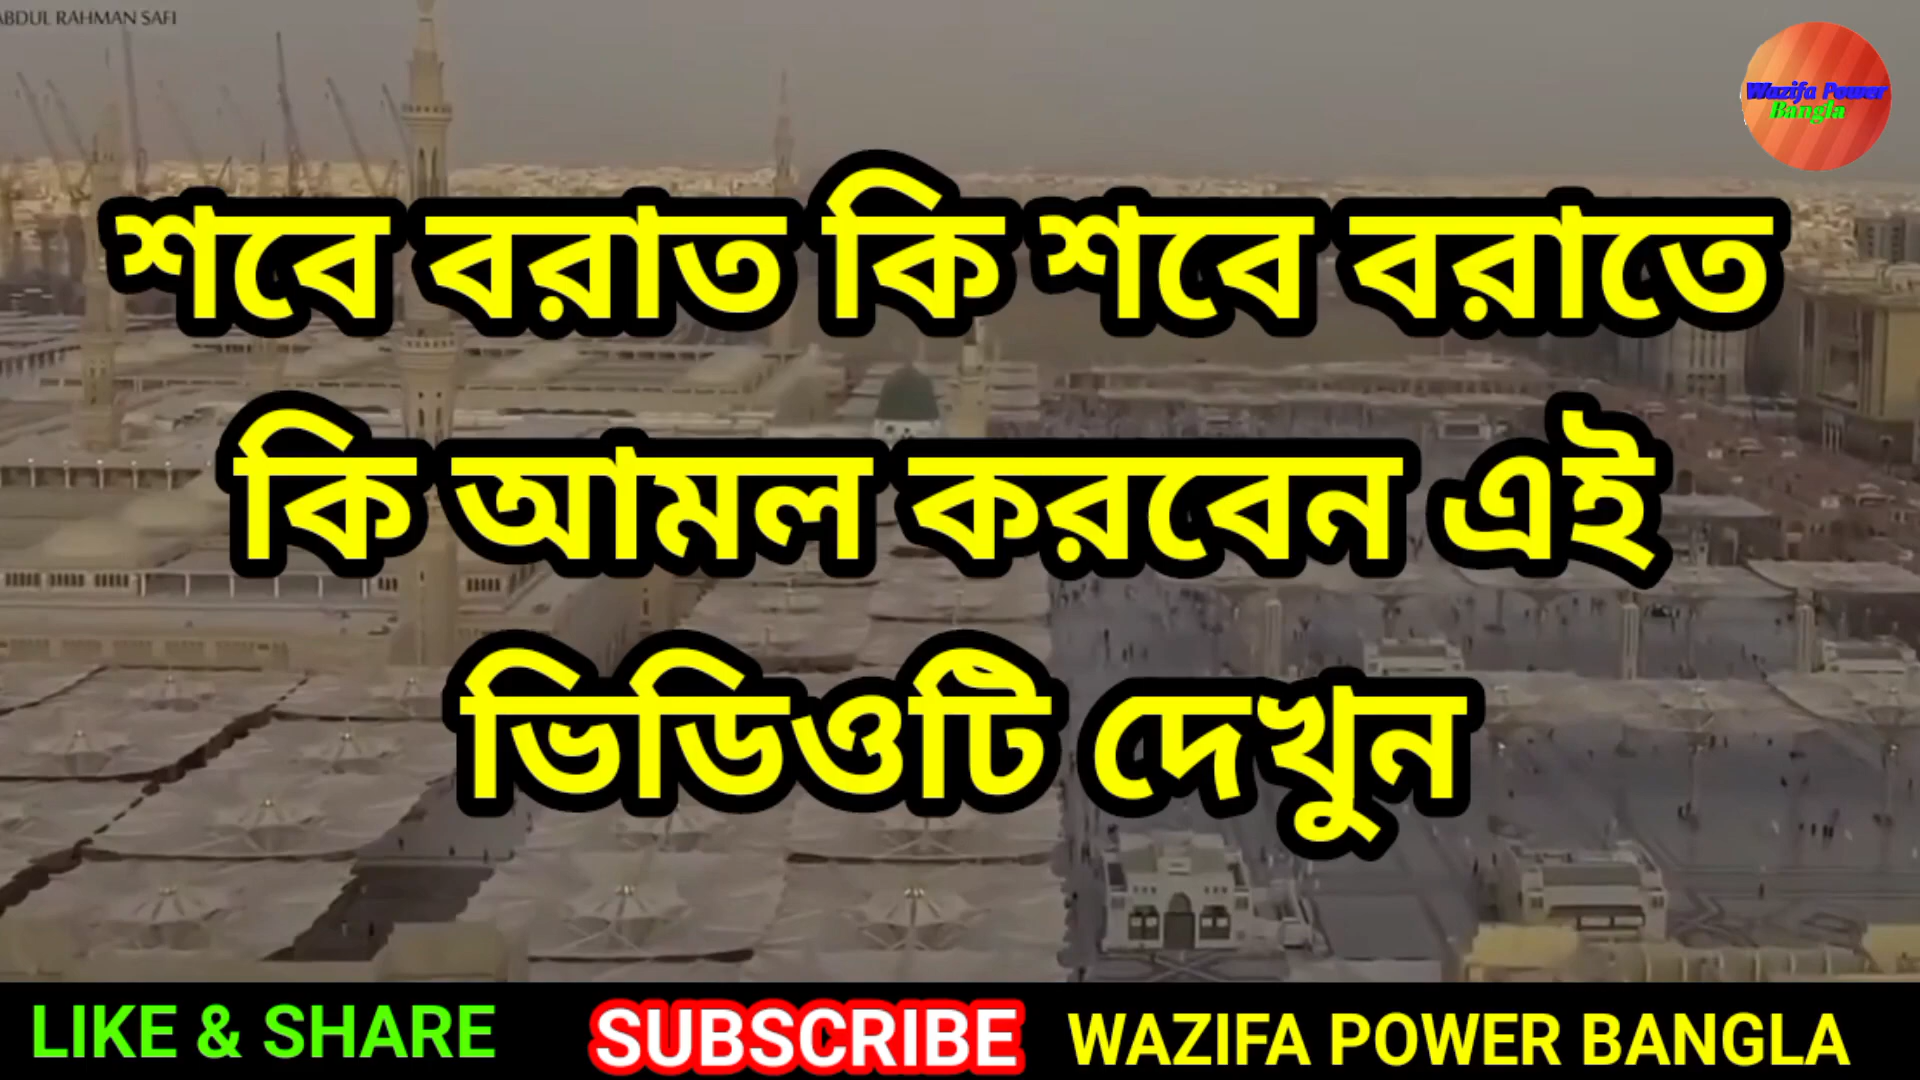 ABDUL RAHMAN SAFI
Wazifa Power
Bangla
শবে বরাত কি শবে বরাতে
কি আমল করবেন এই
ভিডিওটি দেখুন
LIKE & SHARE SUBSCRIBE WAZIFA POWER BANGLA